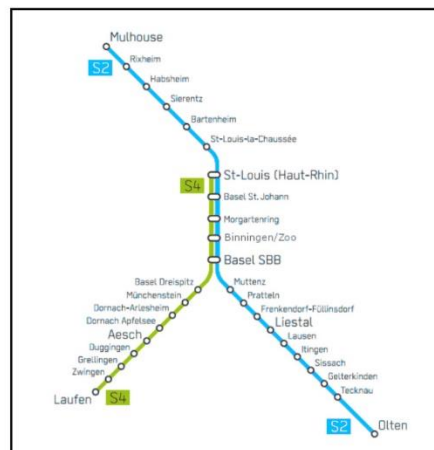 Mulhouse
S2
Rixheim
Habsheim
Sierentz
Bartenheim
St-Louis-la-Chaussée
St-Louis (Haut-Rhin)
S4
Basel St. Johann
Morgartenring
Binningen/Zoo
Basel SBB
Basel Dreispitz
Münchenstein
Dornach-Arlesheim
Dornach Apfelsee
Aesch
Duggingen
Grellingen
Zwingen
Laufen
S4
Muttenz
Pratteln
Frenkendorf-Füllinsdorf
Liestal
Lausen
Itingen
Sissach
Gelterkinden
Tecknau
S2
Olten